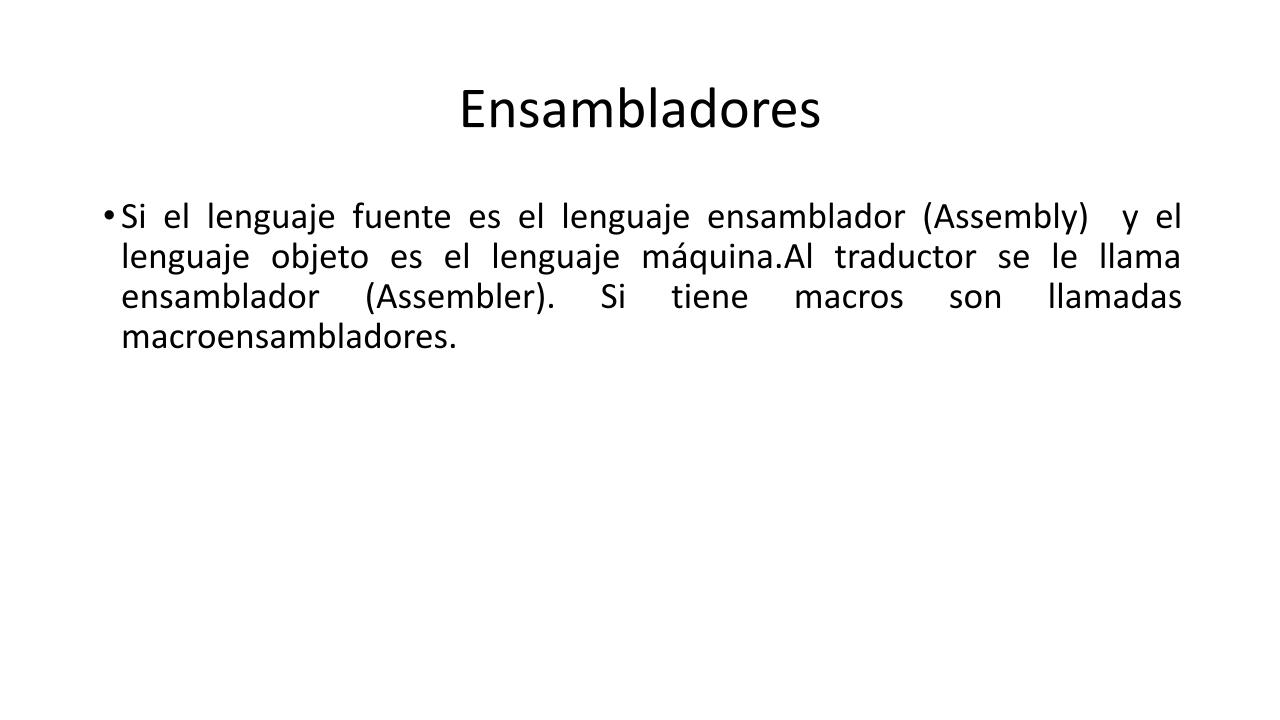 Ensambladores
•Si el lenguaje fuente es el lenguaje ensamblador (Assembly)  y el
lenguaje objeto es el lenguaje máquina.Al traductor se le llama
ensamblador (Assembler). Si tiene macros son llamadas
macroensambladores.